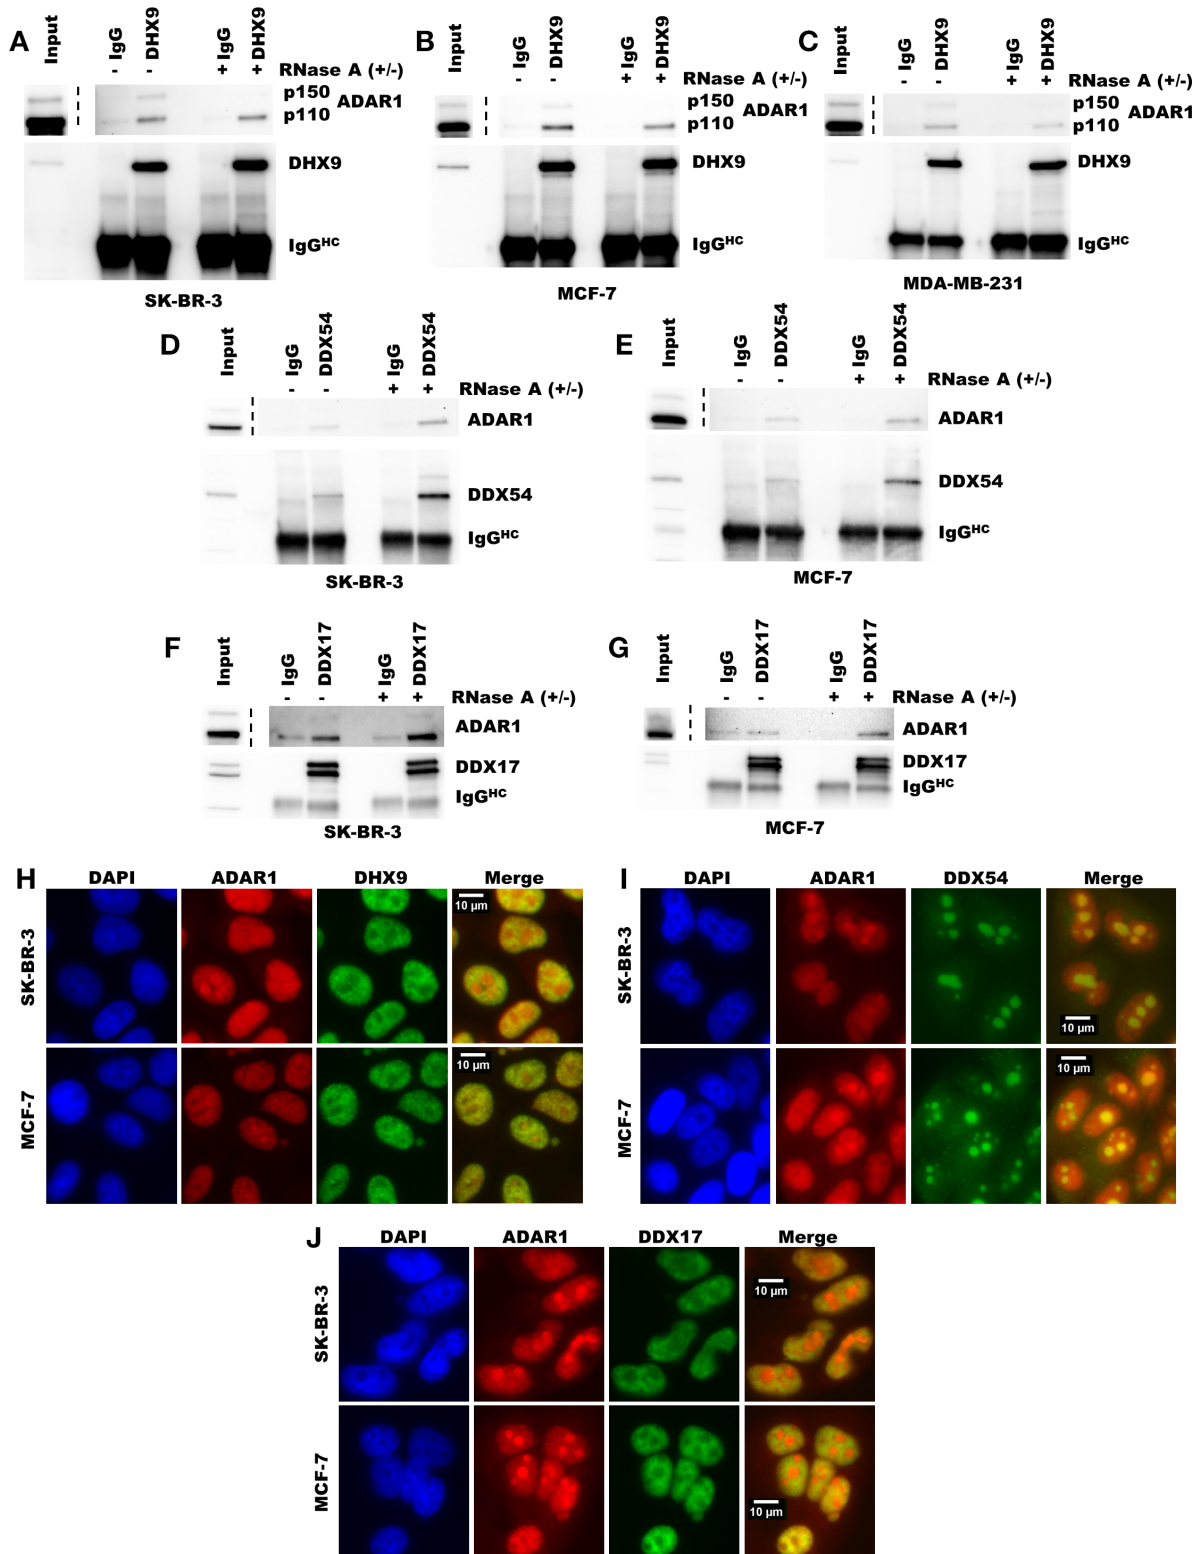 A
Input
IgG
DHX9
IgG
DHX9
- - + + RNase A (+/-)
p150
p110
ADAR1
DHX9
IgGHC
SK-BR-3
B
Input
IgG
DHX9
IgG
DHX9
- - + + RNase A (+/-)
p150
p110
ADAR1
DHX9
IgGHC
MCF-7
C
Input
IgG
DHX9
IgG
DHX9
- - + + RNase A (+/-)
p150
p110
ADAR1
DHX9
IgGHC
MDA-MB-231
D
Input
IgG
DDX54
IgG
DDX54
- - + + RNase A (+/-)
ADAR1
DDX54
IgGHC
SK-BR-3
E
Input
IgG
DDX54
IgG
DDX54
- - + + RNase A (+/-)
ADAR1
DDX54
IgGHC
MCF-7
F
Input
IgG
DDX17
IgG
DDX17
- - + + RNase A (+/-)
ADAR1
DDX17
IgGHC
SK-BR-3
G
Input
IgG
DDX17
IgG
DDX17
- - + + RNase A (+/-)
ADAR1
DDX17
IgGHC
MCF-7
H
DAPI ADAR1 DHX9 Merge
SK-BR-3
10 µm
MCF-7
10 µm
I
DAPI ADAR1 DDX54 Merge
SK-BR-3
10 µm
MCF-7
10 µm
J
DAPI ADAR1 DDX17 Merge
SK-BR-3
10 µm
MCF-7
10 µm